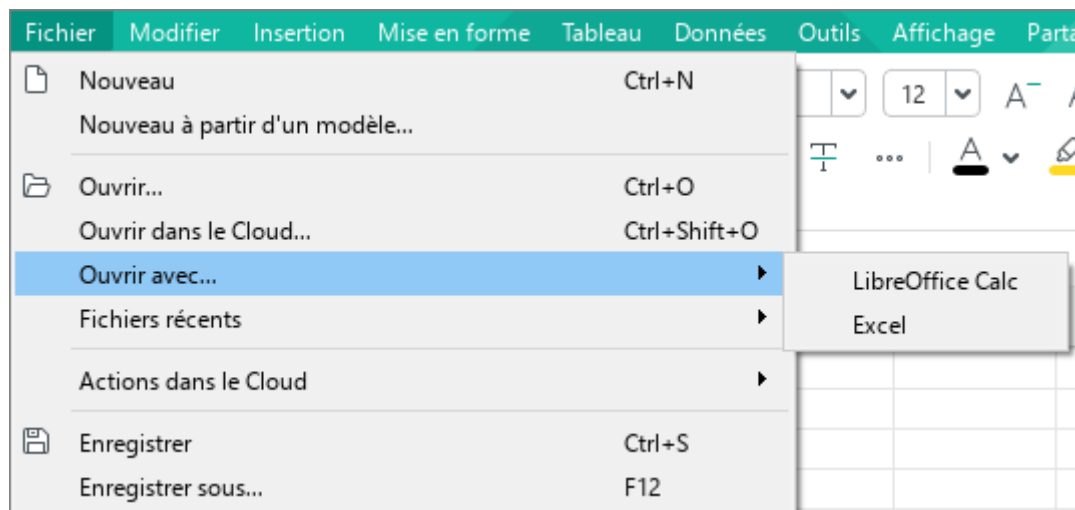 Fichier Modifier Insertion Mise en forme Tableau Données Outils Affichage
Nouveau Ctrl+N
12
Nouveau à partir d'un modèle...
Ouvrir... Ctrl+O
Ouvrir dans le Cloud... Ctrl+Shift+O
Ouvrir avec...
LibreOffice Calc
Fichiers récents
Excel
Actions dans le Cloud
Enregistrer Ctrl+S
Enregistrer sous... F12